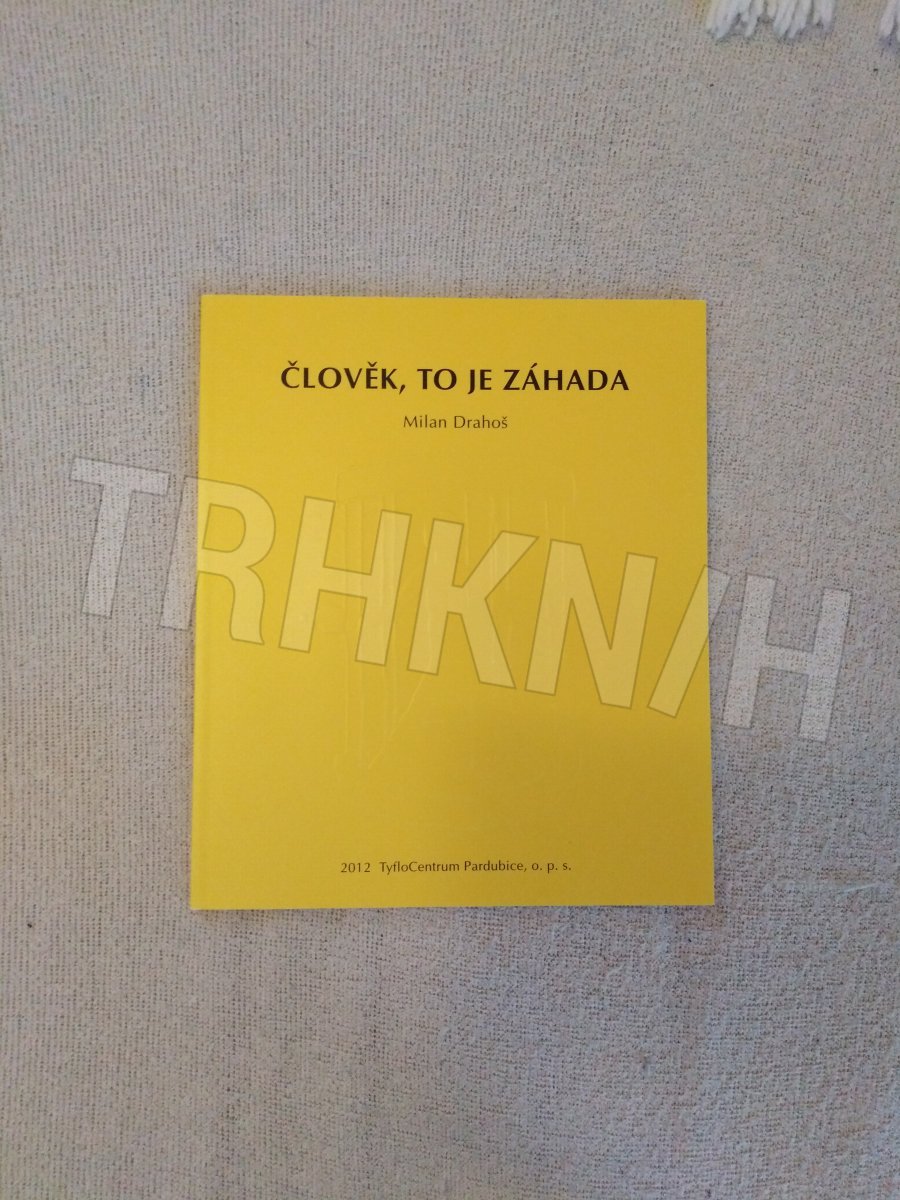 ČLOVĚK, TO JE ZÁHADA
Milan Drahoš
TRHKNIH
2012 TyfloCentrum Pardubice, o. p. s.